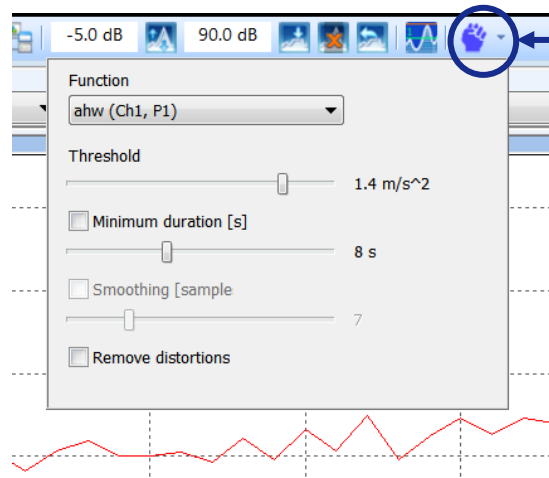 -5.0 dB 90.0 dB
Function
ahw (Ch1, P1)
Threshold
1.4 m/s^2
Minimum duration [s]
8 s
Smoothing [sample
7
Remove distortions